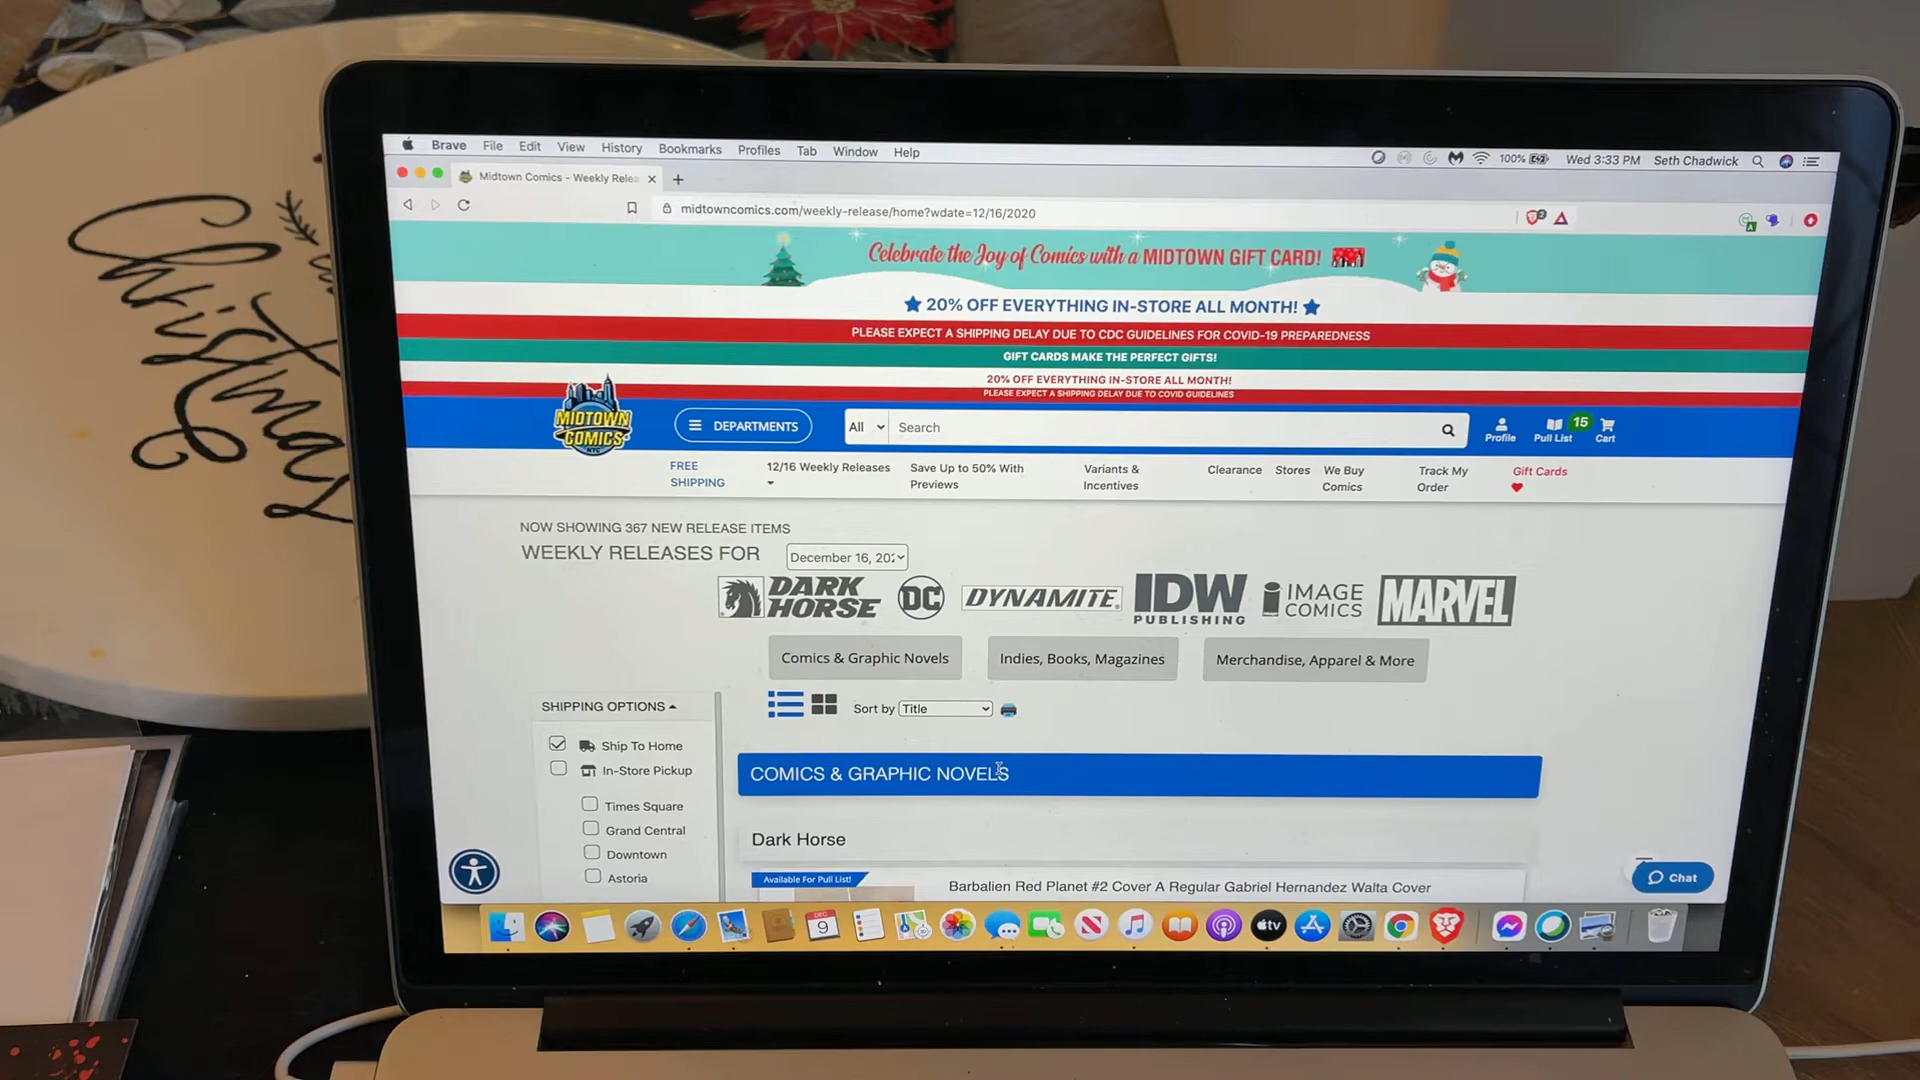 Christmas
Brave File Edit View History Bookmarks Profiles Tab Window Help
100% Wed 3:33 PM Seth Chadwick
Midtown Comics - Weekly Relea
midtowncomics.com/weekly-release/home?wdate=12/16/2020
Celebrate the Joy of Comics with a MIDTOWN GIFT CARD!
20% OFF EVERYTHING IN-STORE ALL MONTH!
PLEASE EXPECT A SHIPPING DELAY DUE TO CDC GUIDELINES FOR COVID-19 PREPAREDNESS
GIFT CARDS MAKE THE PERFECT GIFTS!
20% OFF EVERYTHING IN-STORE ALL MONTH!
PLEASE EXPECT A SHIPPING DELAY DUE TO COVID GUIDELINES
MIDTOWN
COMICS
NYC
DEPARTMENTS
All
Search
Profile
Pull List
15
Cart
FREE
SHIPPING
12/16 Weekly Releases
Save Up to 50% With
Previews
Variants &
Incentives
Clearance
Stores
We Buy
Comics
Track My
Order
Gift Cards
NOW SHOWING 367 NEW RELEASE ITEMS
WEEKLY RELEASES FOR
December 16, 202
DARK
HORSE
DC
DYNAMITE.
IDW
PUBLISHING
IMAGE
COMICS
MARVEL
Comics & Graphic Novels
Indies, Books, Magazines
Merchandise, Apparel & More
Sort by Title
SHIPPING OPTIONS
Ship To Home
In-Store Pickup
Times Square
Grand Central
Downtown
Astoria
COMICS & GRAPHIC NOVELS
Dark Horse
Available For Pull List!
Barbalien Red Planet #2 Cover A Regular Gabriel Hernandez Walta Cover
Chat
DEC
9
tv